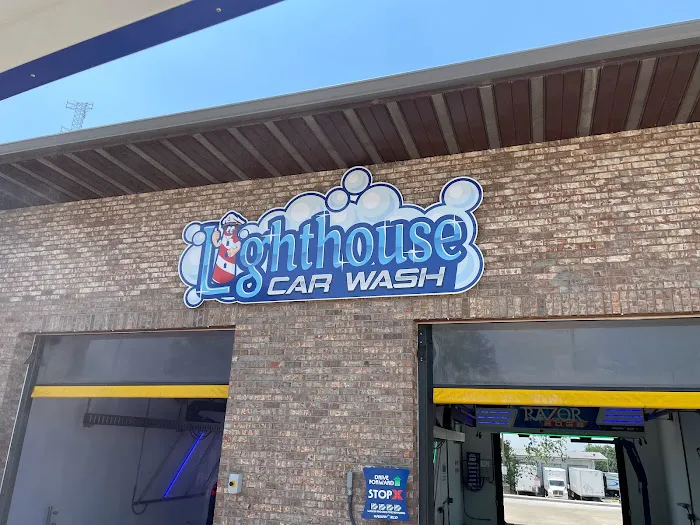 Lighthouse
CAR WASH
RAZOR
DRIVE
FORWARD
STOP X